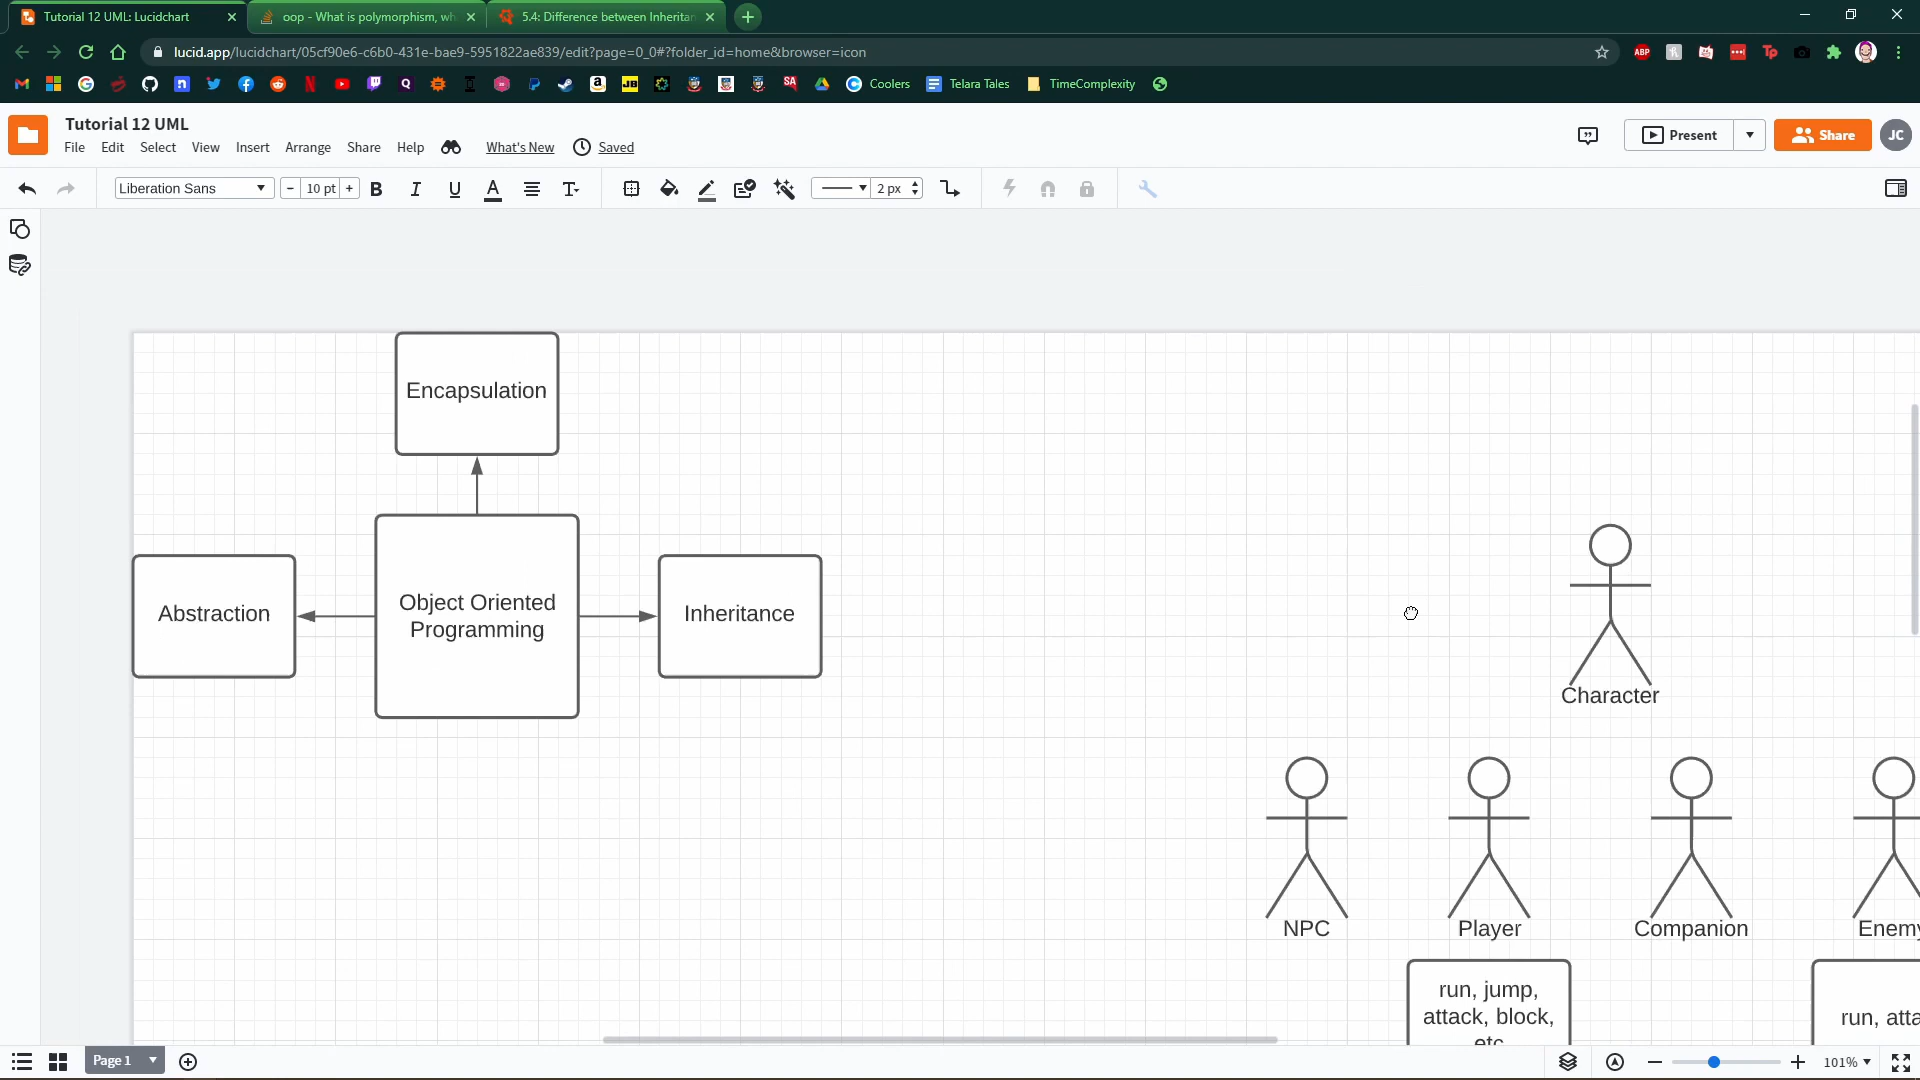 Tutorial 12 UML: Lucidchart
oop - What is polymorphism, wh
5.4: Difference between Inheritan
lucid.app/lucidchart/05cf90e6-c6b0-431e-bae9-5951822ae839/edit?page=0_0#?folder_id=home&browser=icon
ABP
Tp
Q
JB
SA
Coolers
Telara Tales
TimeComplexity
Tutorial 12 UML
File Edit Select View Insert Arrange Share Help What's New Saved
Present
Share
JC
Liberation Sans
- 10 pt +
B I U A T
2 px
Encapsulation
Abstraction
Object Oriented
Programming
Inheritance
Character
NPC
Player
Companion
Enemy
run, jump,
attack, block,
etc
run, atta
Page 1
101%